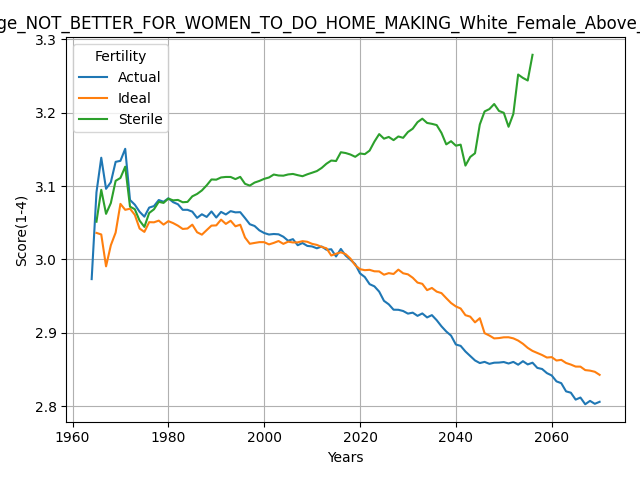 ge_NOT_BETTER_FOR_WOMEN_TO_DO_HOME_MAKING_White_Female_Above_
3.3
3.2
3.1
3.0
2.9
2.8
Score(1-4)
Fertility
Actual
Ideal
Sterile
1960
1980
2000
2020
2040
2060
Years